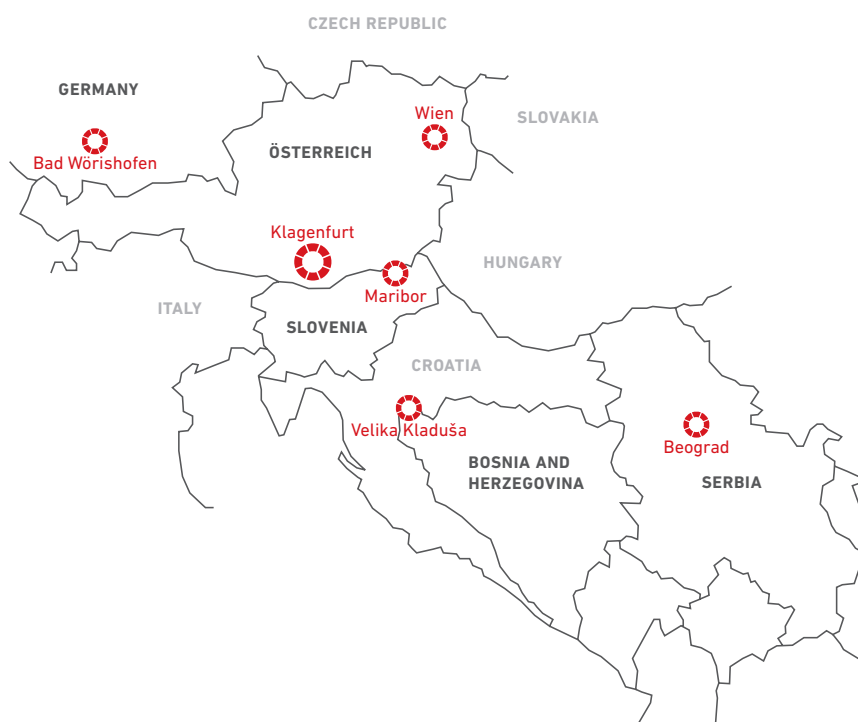 CZECH REPUBLIC
GERMANY
Wien
SLOVAKIA
ÖSTERREICH
Bad Wörishofen
Klagenfurt
HUNGARY
Maribor
ITALY
SLOVENIA
CROATIA
Velika Kladuša
Beograd
BOSNIA AND
HERZEGOVINA
SERBIA